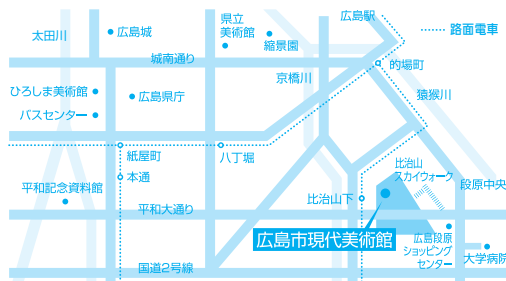 県立
美術館
広島駅
路面電車
太田川
広島城
縮景園
城南通り
的場町
京橋川
ひろしま美術館
広島県庁
猿猴川
バスセンター
紙屋町
八丁堀
比治山
スカイウォーク
本通
段原中央
平和記念資料館
比治山下
平和大通り
広島市現代美術館
広島段原
ショッピング
センター
大学病院
国道2号線